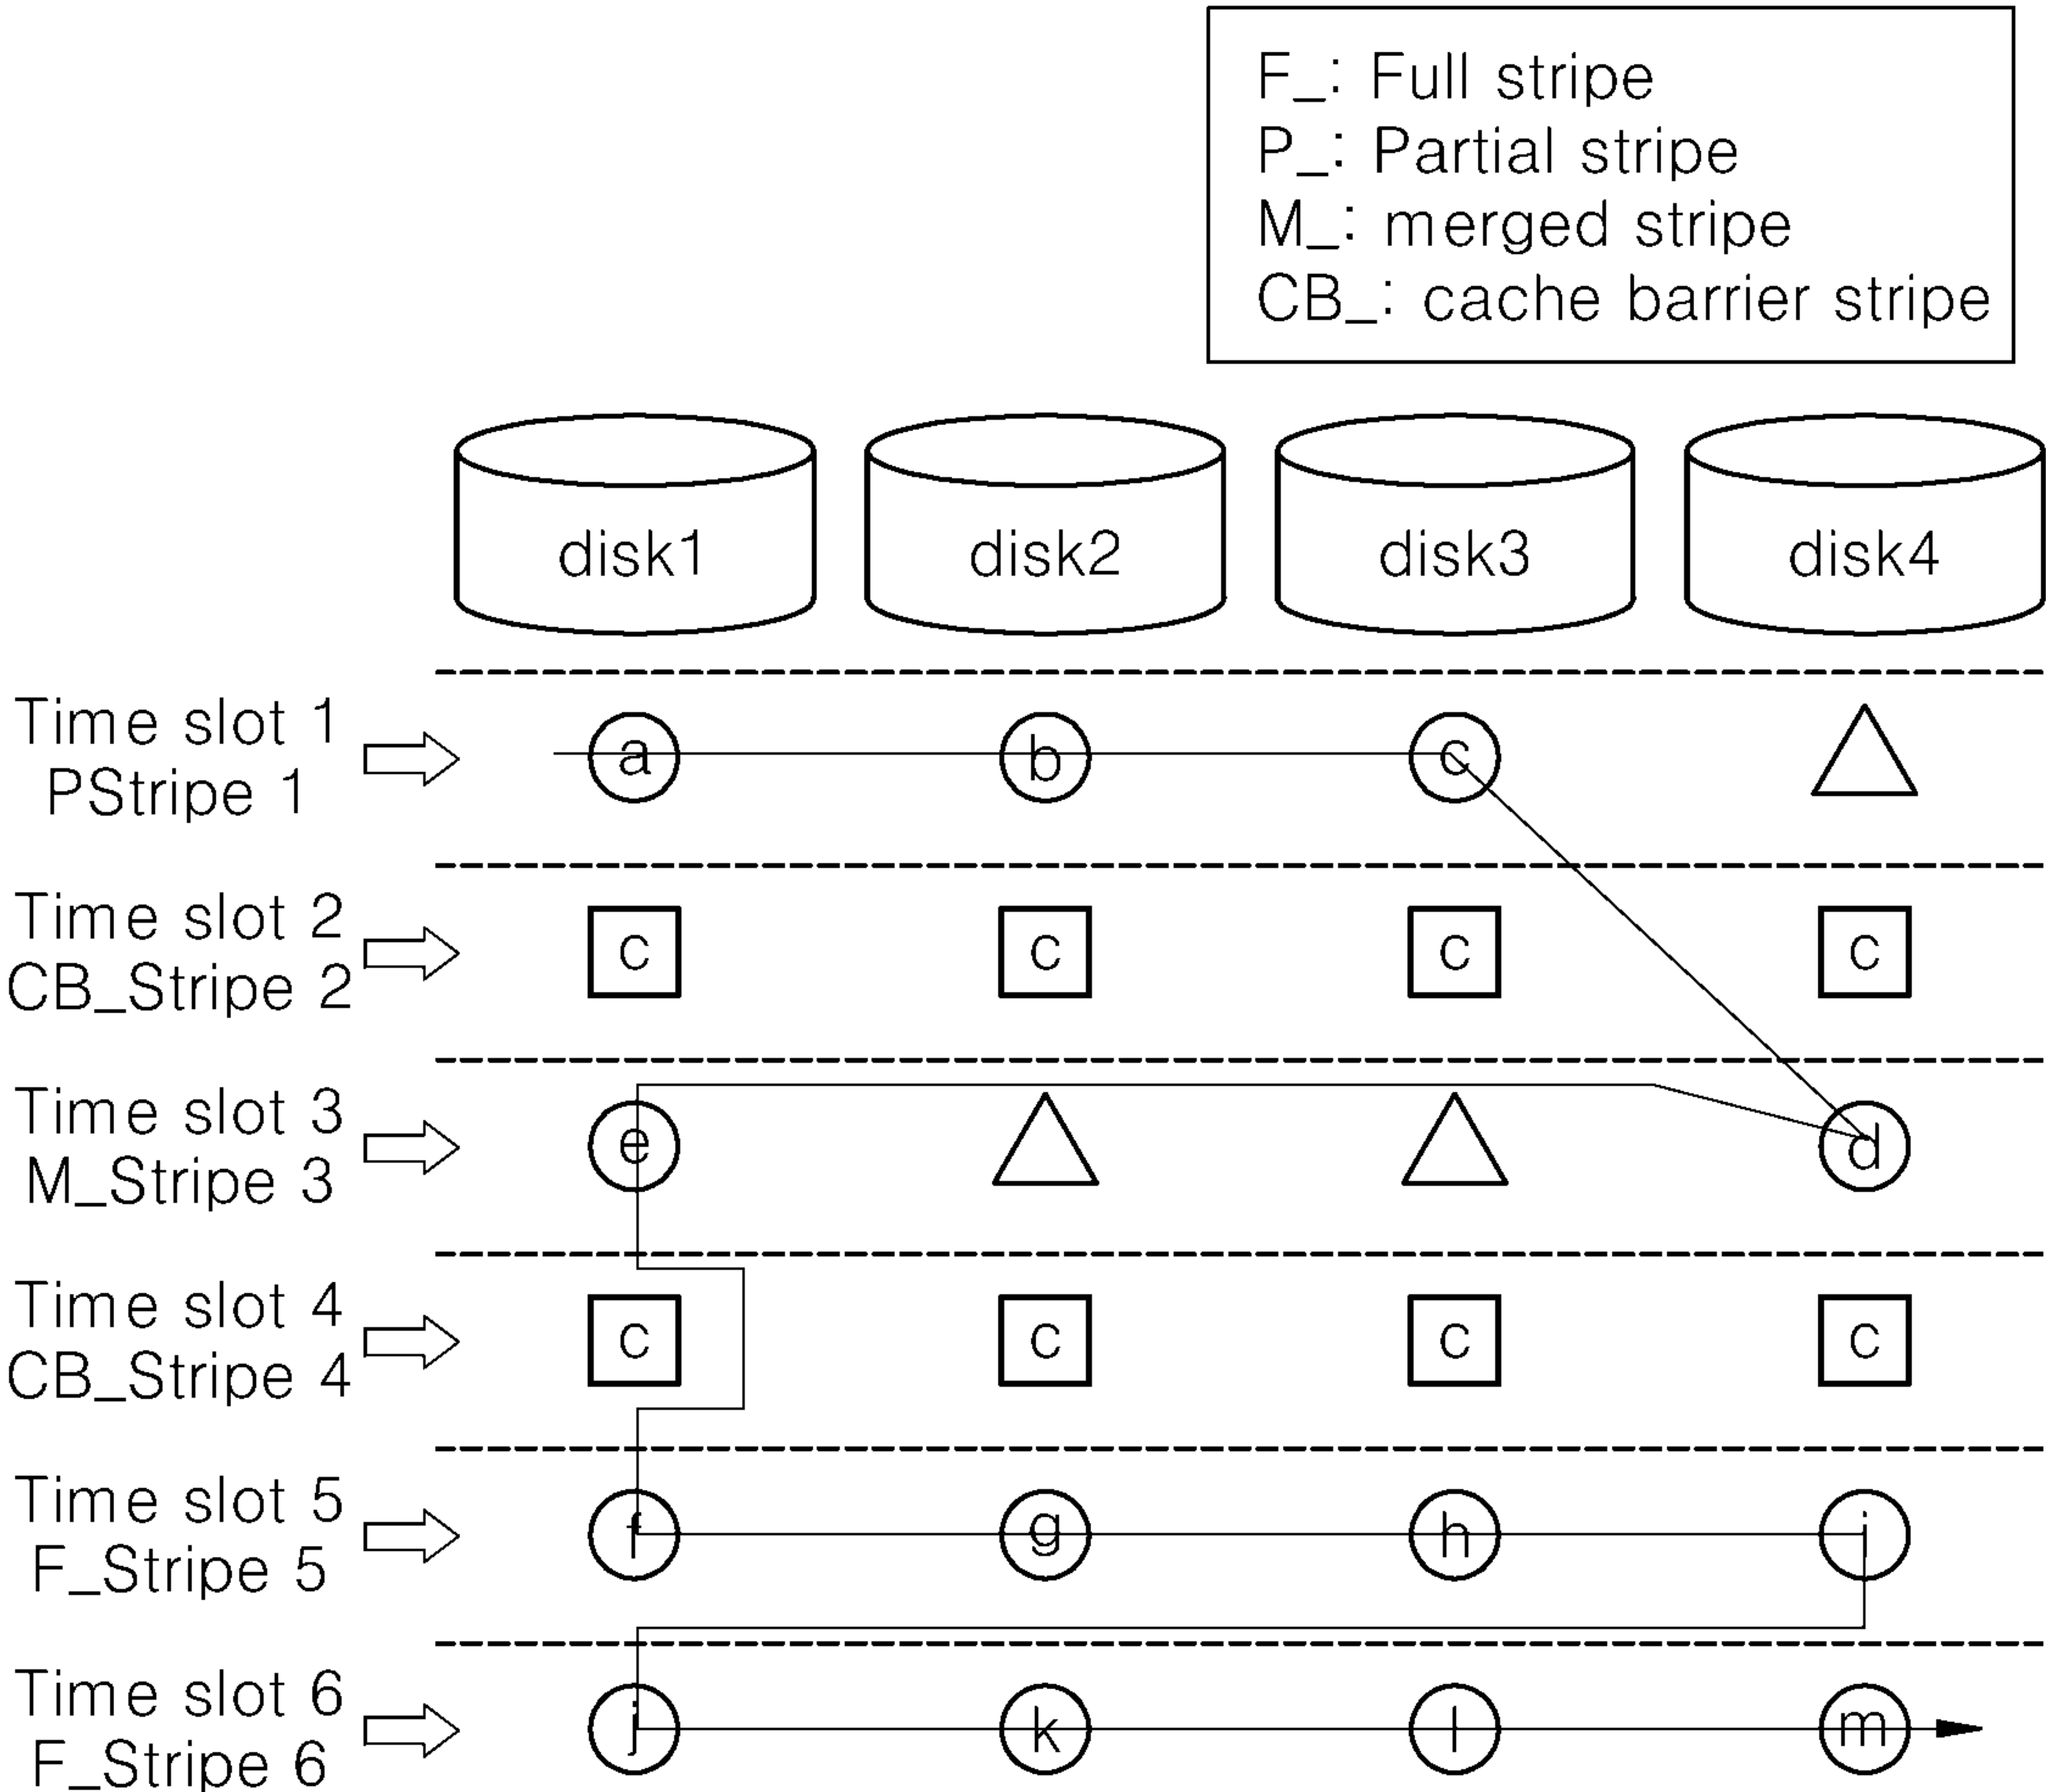 F_: Full stripe
P_: Partial stripe
M_: merged stripe
CB_: cache barrier stripe
disk1 disk2 disk3 disk4
Time slot 1
PStripe 1
a b c
Time slot 2
CB_Stripe 2
c c c c
Time slot 3
M_Stripe 3
e d
Time slot 4
CB_Stripe 4
c c c c
Time slot 5
F_Stripe 5
f g h i
Time slot 6
F_Stripe 6
j k l m